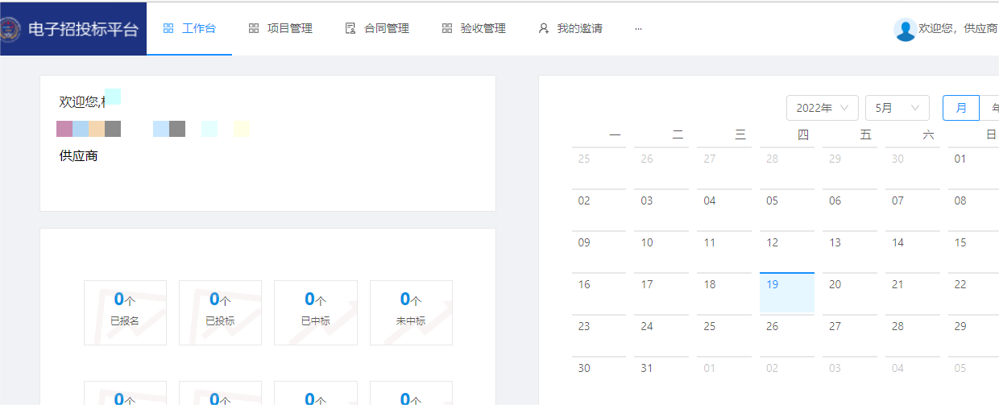 电子招投标平台 工作台 项目管理 合同管理 验收管理 我的邀请 ... 欢迎您，供应商
欢迎您,
供应商
0个 0个 0个 0个
已报名 已投标 已中标 未中标
0个 0个 0个 0个
2022年 5月 月 年
一 二 三 四 五 六 日
25 26 27 28 29 30 01
02 03 04 05 06 07 08
09 10 11 12 13 14 15
16 17 18 19 20 21 22
23 24 25 26 27 28 29
30 31 01 02 03 04 05